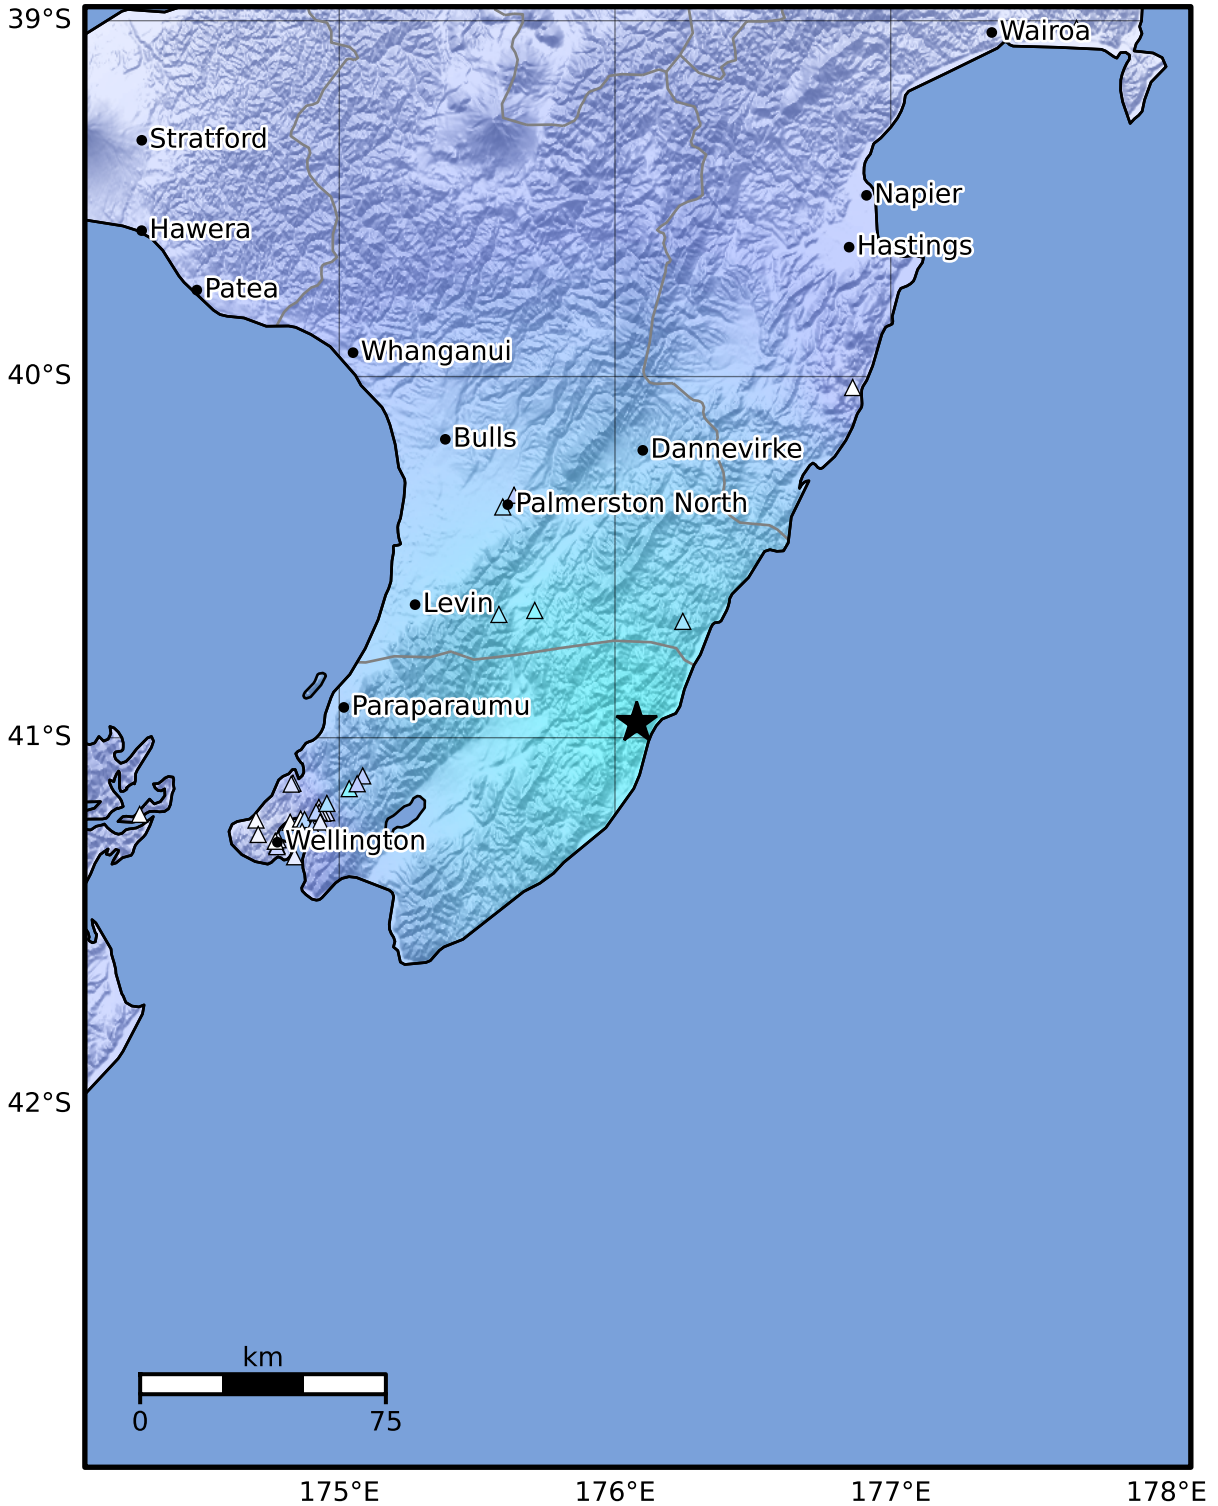 39°S
Wairoa
Stratford
Napier
Hawera
Hastings
Patea
Whanganui
40°S
Bulls
Dannevirke
Palmerston North
Levin
Paraparaumu
41°S
Wellington
42°S
km
0 75
175°E 176°E 177°E 178°E